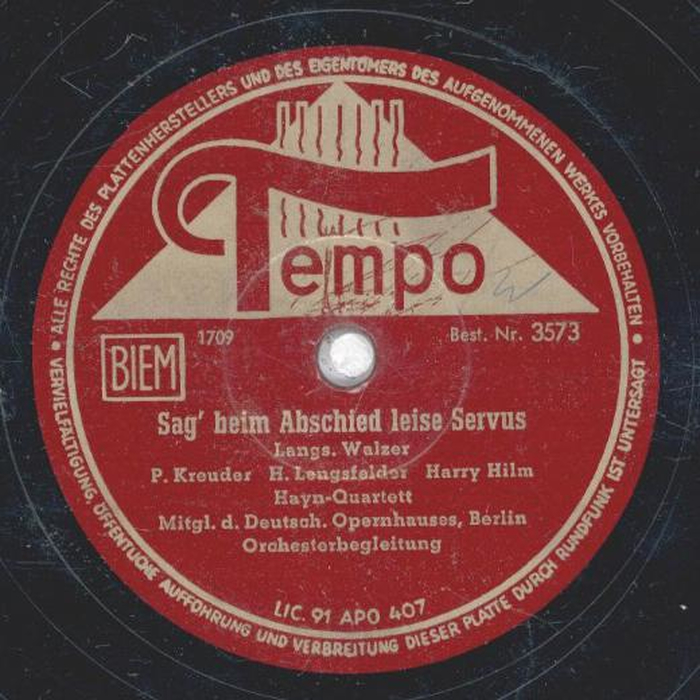 ALLE RECHTE DES PLATTENHERSTELLERS UND DES EIGENTÜMERS DES AUFGENOMMENEN WERKES VORBEHALTEN •
Tempo
BIEM
1709
Best. Nr. 3573
Sag' beim Abschied leise Servus
Langs. Walzer
P. Kreuder H. Lengsfelder Harry Hilm
Hayn-Quartett
Mitgl. d. Deutsch. Opernhauses, Berlin
Orchesterbegleitung
LIC. 91 APO 407
• VERVIELFÄLTIGUNG, ÖFFENTLICHE AUFFÜHRUNG UND VERBREITUNG DIESER PLATTE DURCH RUNDFUNK IST UNTERSAGT